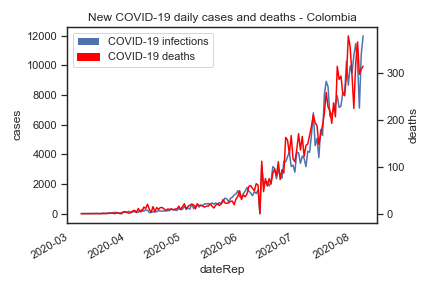 New COVID-19 daily cases and deaths - Colombia
COVID-19 infections
COVID-19 deaths
cases
12000
10000
8000
6000
4000
2000
0
deaths
300
200
100
0
2020-03
2020-04
2020-05
2020-06
2020-07
2020-08
dateRep